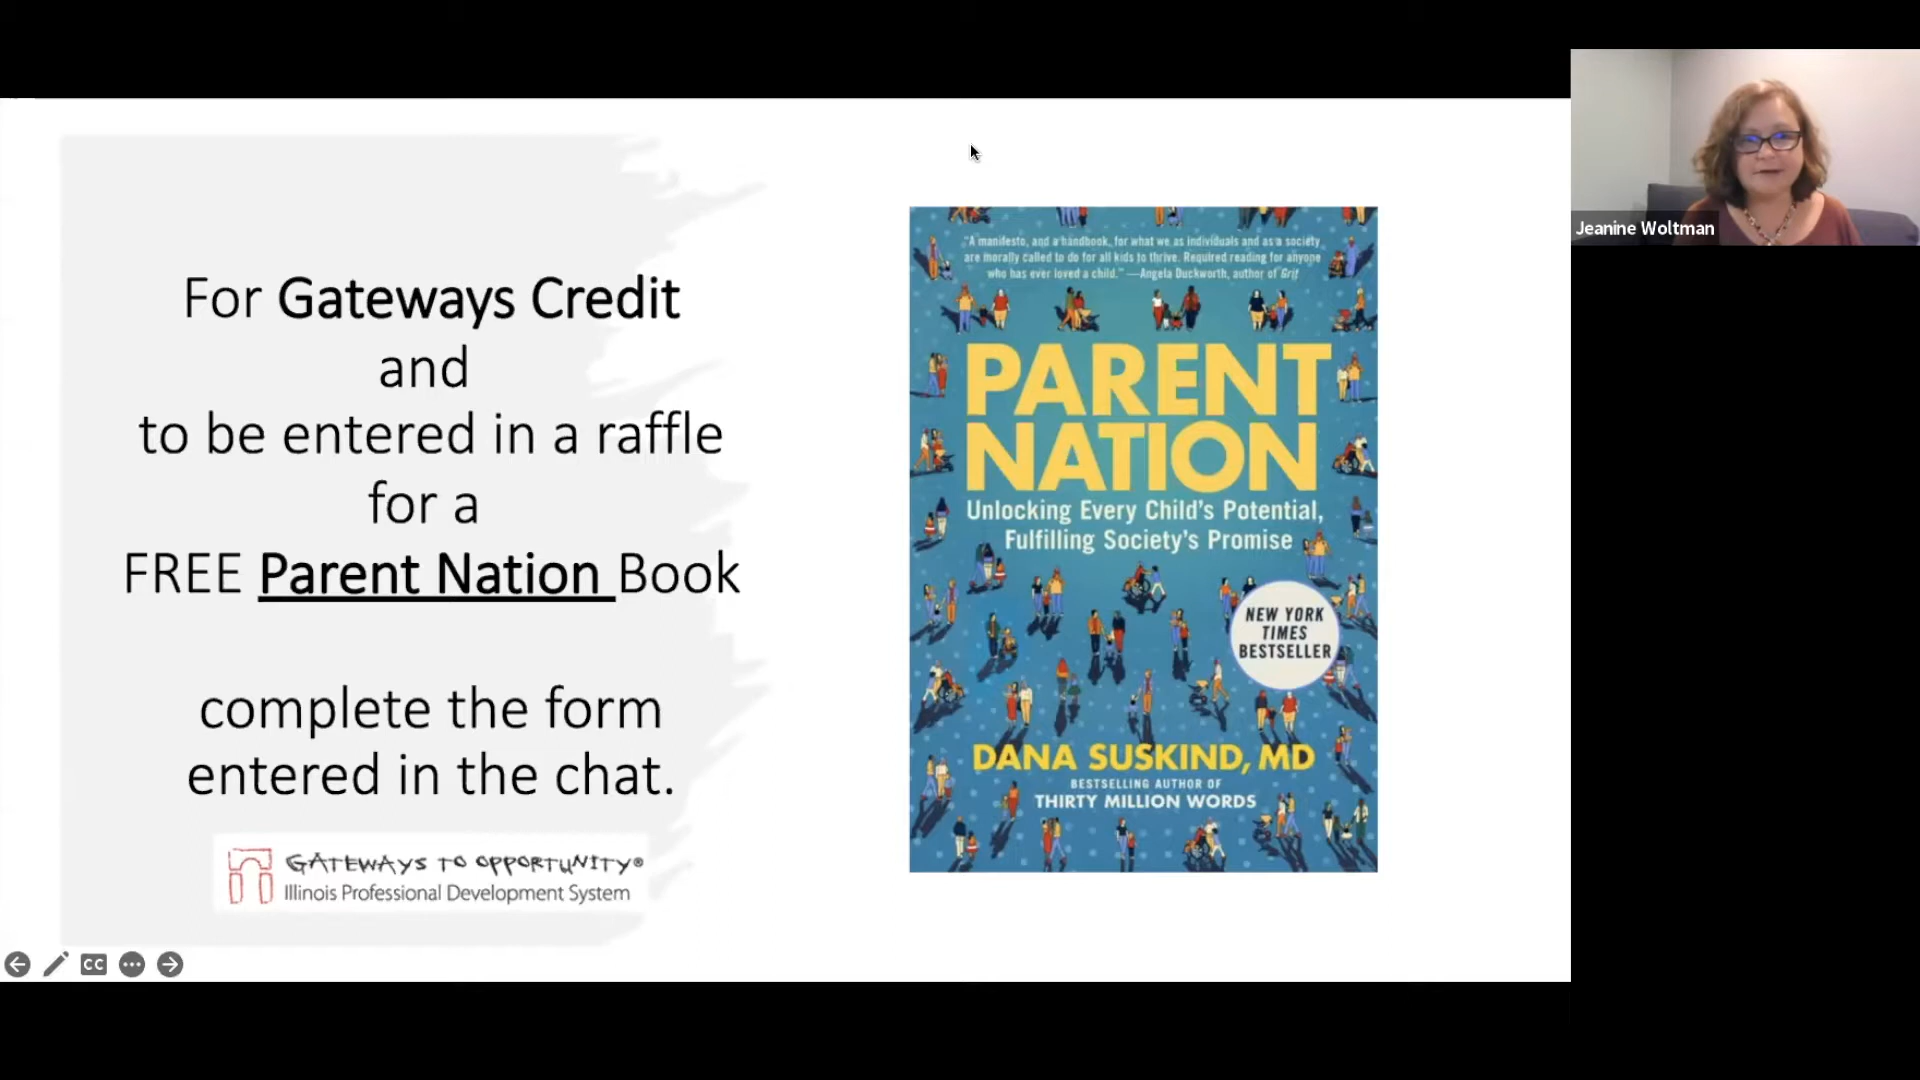 For Gateways Credit
and
to be entered in a raffle
for a
FREE Parent Nation Book
complete the form
entered in the chat.
GATEWAYS TO OPPORTUNITY®
Illinois Professional Development System
"A manifesto, and a handbook, for what we as individuals and as a society
are morally called to do for all kids to thrive. Required reading for anyone
who has ever loved a child." —Angela Duckworth, author of Grit
PARENT
NATION
Unlocking Every Child's Potential,
Fulfilling Society's Promise
NEW YORK
TIMES
BESTSELLER
DANA SUSKIND, MD
BESTSELLING AUTHOR OF
THIRTY MILLION WORDS
Jeanine Woltman
CC